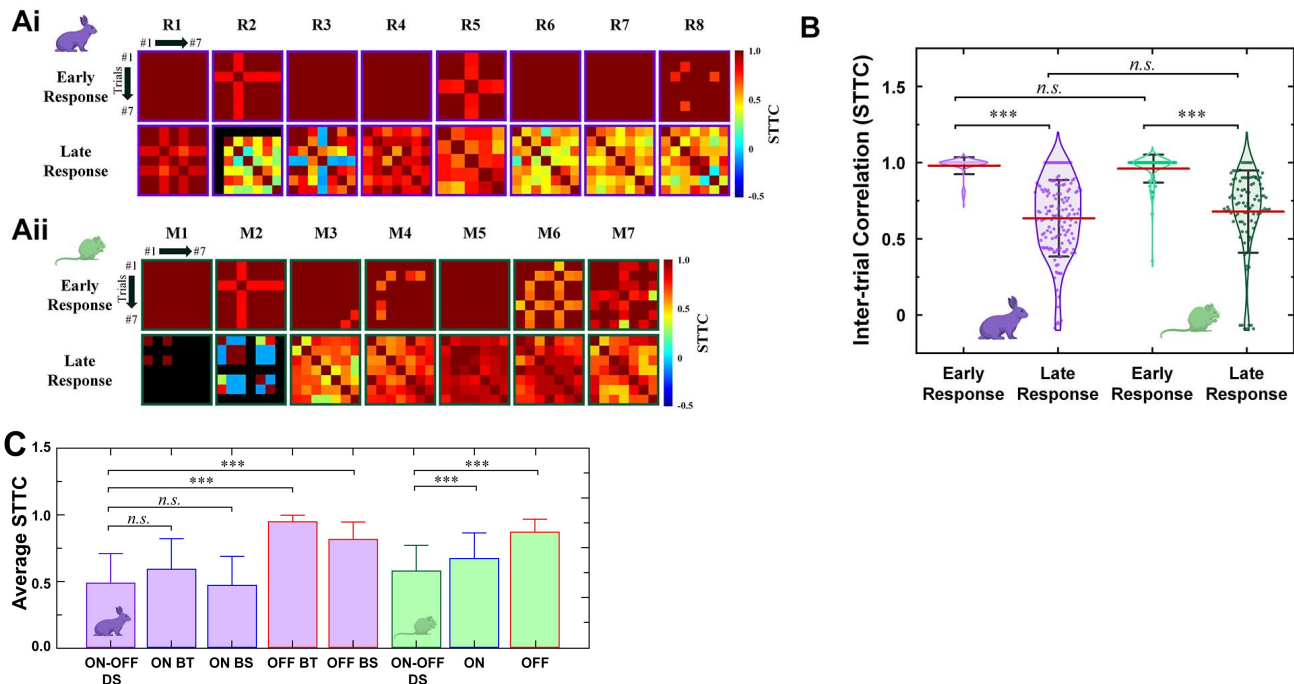 Ai
R1 R2 R3 R4 R5 R6 R7 R8
#1 #7
Early
Response
#1
Trials
#7
Late
Response
1.0
0.5
0
-0.5
STTC
Aii
M1 M2 M3 M4 M5 M6 M7
#1 #7
Early
Response
#1
Trials
#7
Late
Response
1.0
0.5
0
-0.5
STTC
B
Inter-trial Correlation (STTC)
1.5
1.0
0.5
0
n.s.
n.s.
*** ***
Early
Response
Late
Response
Early
Response
Late
Response
C
Average STTC
1.5
1.0
0.5
0.0
***
***
n.s.
n.s.
***
***
ON-OFF
DS
ON BT
ON BS
OFF BT
OFF BS
ON-OFF
DS
ON
OFF